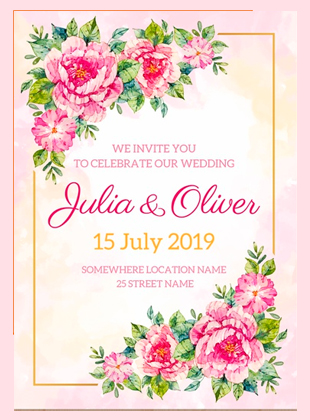 WE INVITE YOU
TO CELEBRATE OUR WEDDING
Julia & Oliver
15 July 2019
SOMEWHERE LOCATION NAME
25 STREET NAME